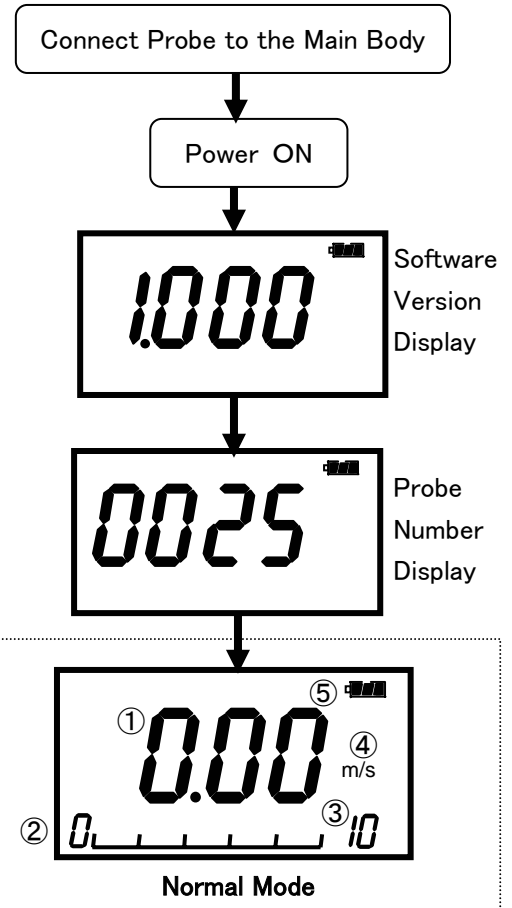 Connect Probe to the Main Body
Power ON
1.000
Software
Version
Display
0025
Probe
Number
Display
⑤
① 0.00
④
m/s
② 0 ③ 10
Normal Mode